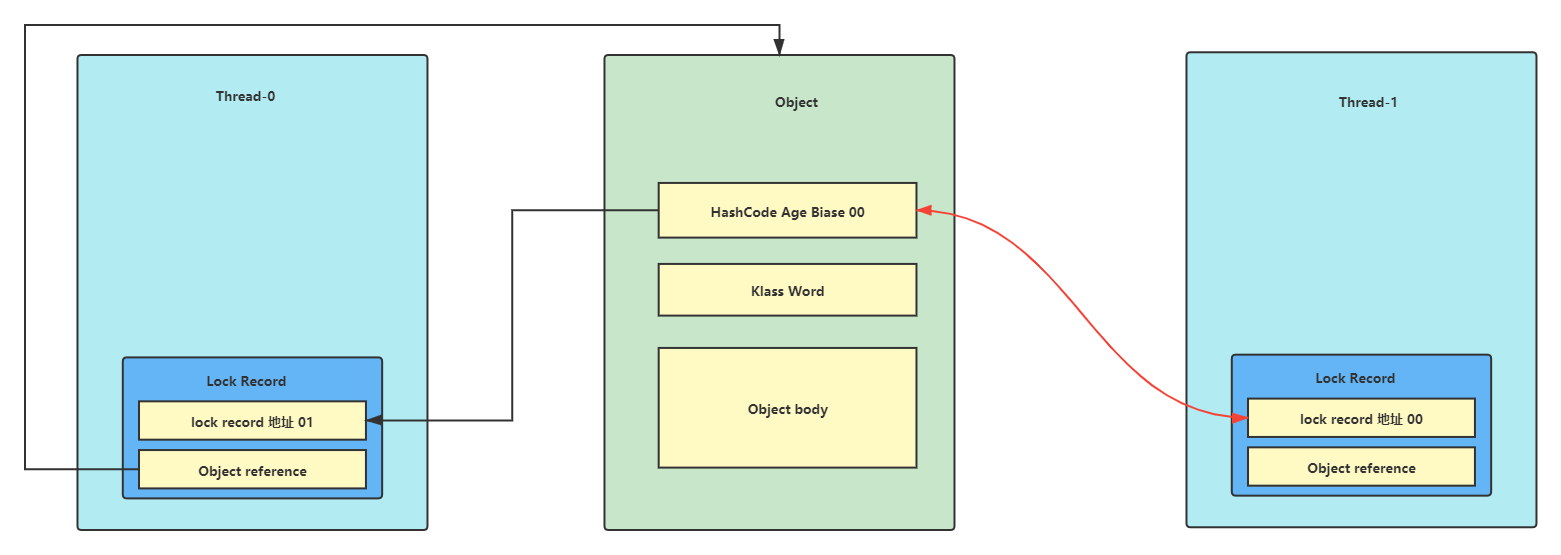 Thread-0
Lock Record
lock record 地址 01
Object reference
Object
HashCode Age Biase 00
Klass Word
Object body
Thread-1
Lock Record
lock record 地址 00
Object reference